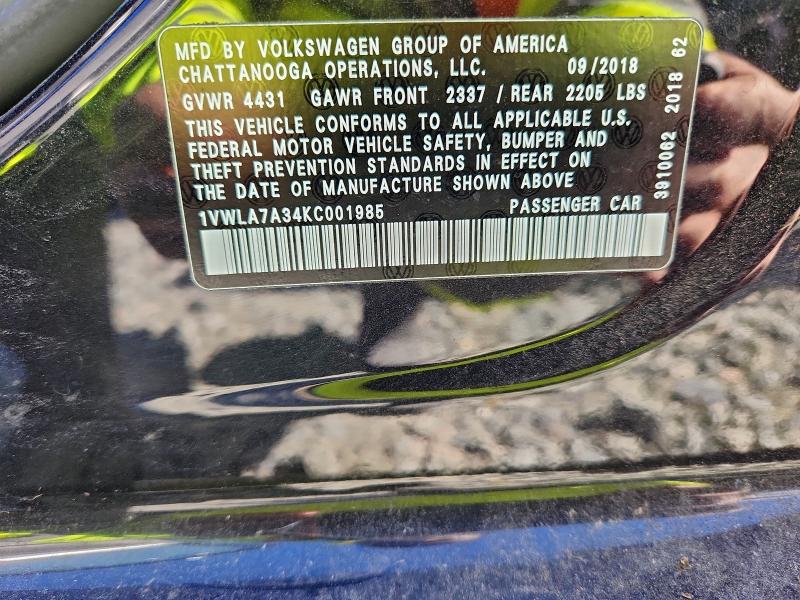 MFD BY VOLKSWAGEN GROUP OF AMERICA
CHATTANOOGA OPERATIONS, LLC. 09/2018
GVWR 4431 GAWR FRONT 2337 / REAR 2205 LBS
THIS VEHICLE CONFORMS TO ALL APPLICABLE U.S.
FEDERAL MOTOR VEHICLE SAFETY, BUMPER AND
THEFT PREVENTION STANDARDS IN EFFECT ON
THE DATE OF MANUFACTURE SHOWN ABOVE
1VWLA7A34KC001985 PASSENGER CAR
3910062 2018 62